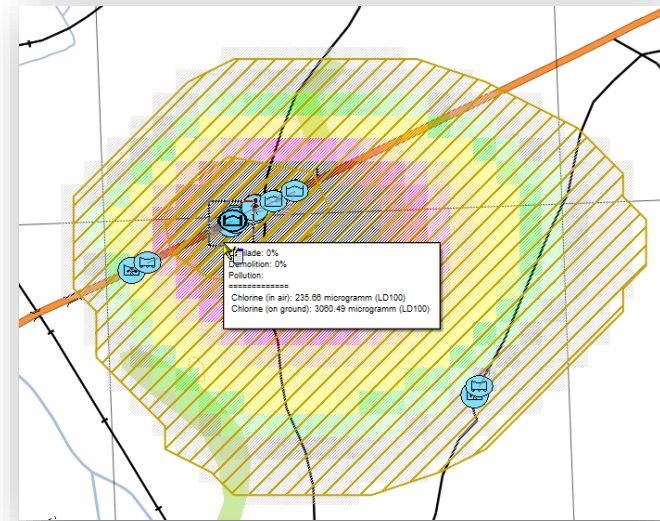 Demolition: 0%
Pollution:
=============
Chlorine (in air): 235.66 microgramm (LD100)
Chlorine (on ground): 3060.49 microgramm (LD100)